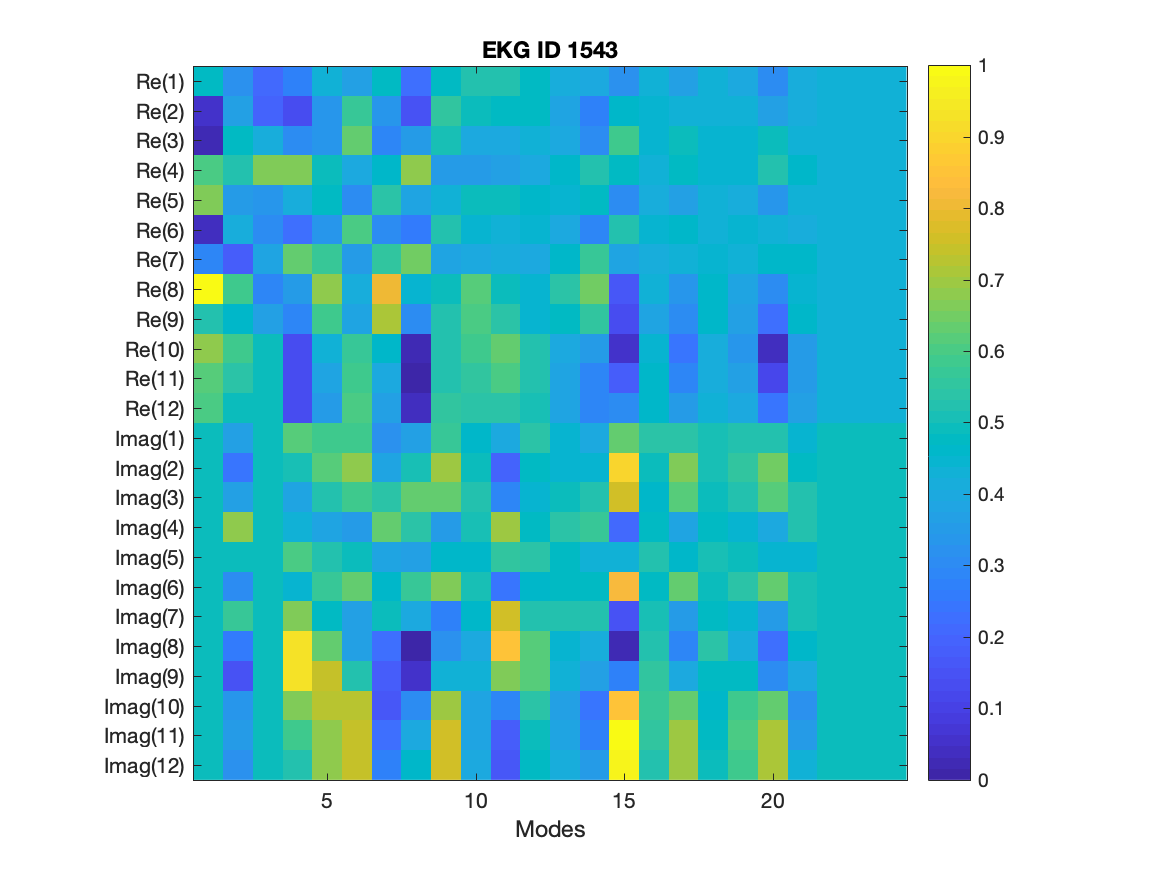 EKG ID 1543
Re(1)
Re(2)
Re(3)
Re(4)
Re(5)
Re(6)
Re(7)
Re(8)
Re(9)
Re(10)
Re(11)
Re(12)
Imag(1)
Imag(2)
Imag(3)
Imag(4)
Imag(5)
Imag(6)
Imag(7)
Imag(8)
Imag(9)
Imag(10)
Imag(11)
Imag(12)
5 10 15 20
Modes
1
0.9
0.8
0.7
0.6
0.5
0.4
0.3
0.2
0.1
0